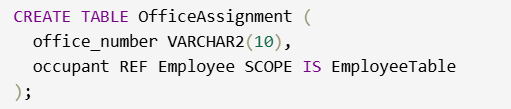 CREATE TABLE OfficeAssignment (
  office_number VARCHAR2(10),
  occupant REF Employee SCOPE IS EmployeeTable
);